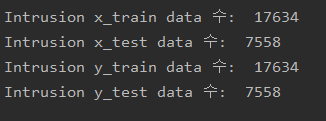 Intrusion x_train data 수:  17634
Intrusion x_test data 수:  7558
Intrusion y_train data 수:  17634
Intrusion y_test data 수:  7558